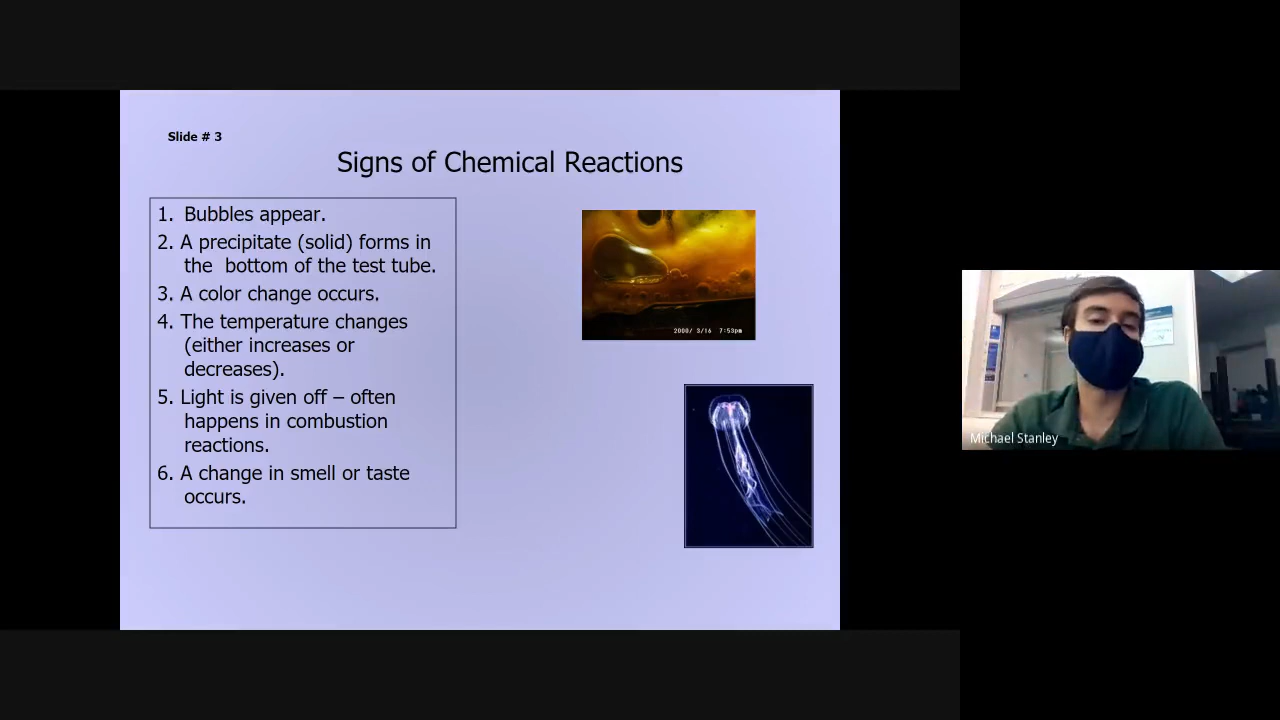 Slide # 3
Signs of Chemical Reactions
1. Bubbles appear.
2. A precipitate (solid) forms in
the bottom of the test tube.
3. A color change occurs.
4. The temperature changes
(either increases or
decreases).
5. Light is given off – often
happens in combustion
reactions.
6. A change in smell or taste
occurs.
2000/ 3/16 7:53pm
Michael Stanley